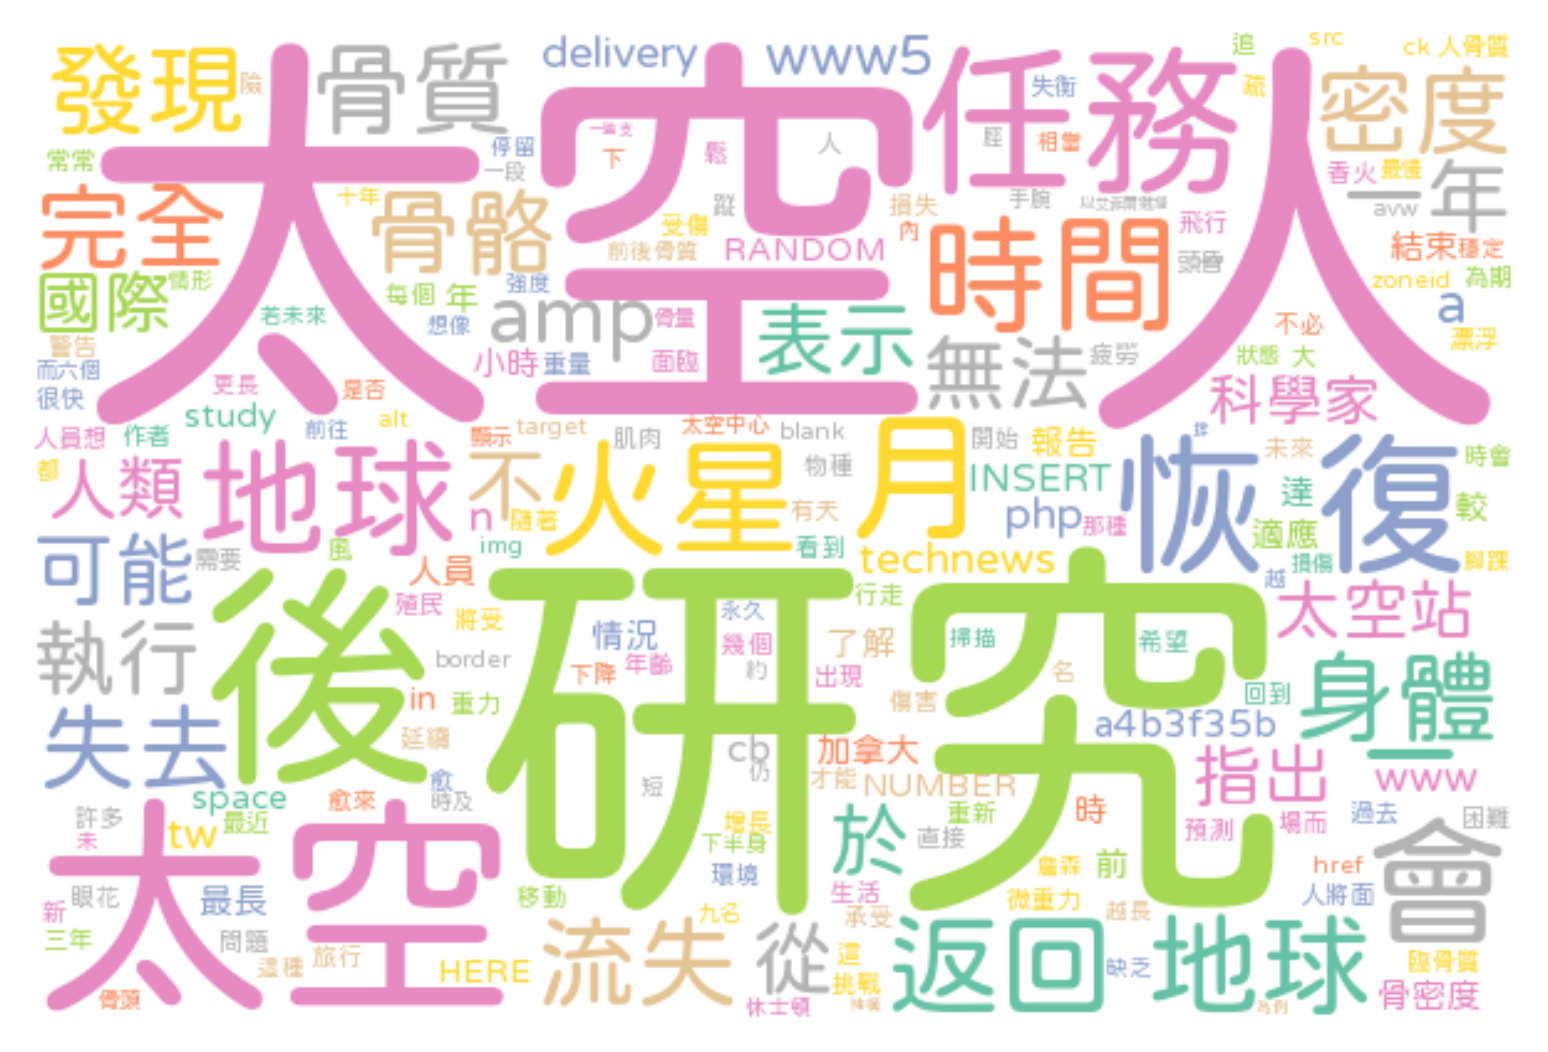 太空人
研究
太空
後
任務
恢復
時間
火星
月
地球
返回地球
發現
骨質
密度
一年
完全
骨骼
國際
amp
表示
無法
科學家
人類
不
可能
執行
失去
流失
從
於
會
身體
指出
太空站
delivery
www5
險
常常
停留
一段
十年
下
鬆
人
脛
失衡
相當
追
疏
src
ck
人骨質
香火
最慢
avw
手腕
飛行
頭昏
結束
穩定
zoneid
為期
a
漂浮
不必
狀態
大
疲勞
損失
內
受傷
蹤
前後骨質
RANDOM
強度
每個
年
情形
若未來
警告
而六個
很快
想像
骨量
面臨
小時
重量
更長
是否
study
前往
alt
人員想
作者
都
顯示
target
肌肉
太空中心
blank
物種
開始
報告
INSERT
php
那種
n
隨著
有天
看到
img
technews
未來
時會
達
較
適應
損傷
腳踝
越
需要
風
人員
殖民
將受
行走
永久
情況
幾個
了解
掃描
希望
年齡
下降
約
出現
名
border
in
重力
傷害
回到
延續
愈
cb
仍
加拿大
a4b3f35b
www
短
才能
NUMBER
space
愈來
時及
許多
未
tw
最近
增長
下半身
直接
重新
時
預測
場而
過去
困難
眼花
最長
環境
移動
生活
詹森
前
微重力
href
人將面
新
三年
問題
九名
承受
越長
這種
旅行
HERE
這
挑戰
缺乏
臨骨質
骨頭
休士頓
為例
骨密度